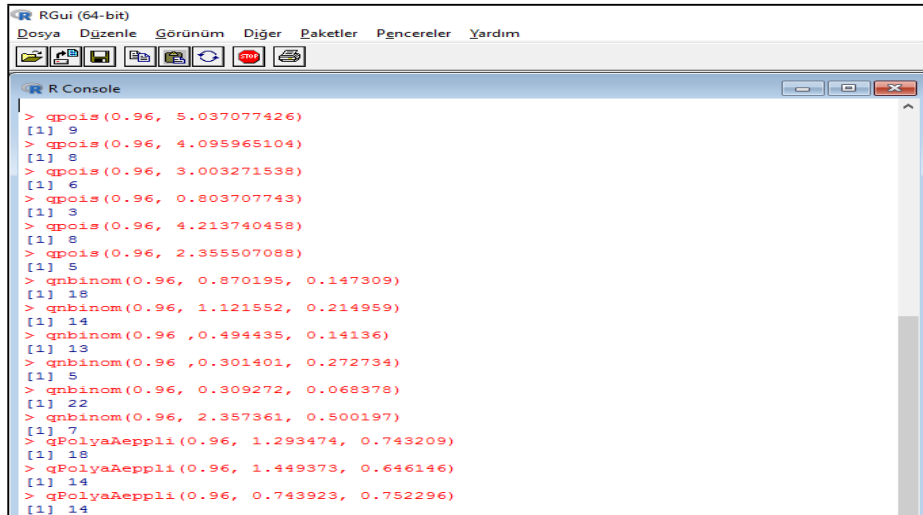 RGui (64-bit)
Dosya Düzenle Görünüm Diğer Paketler Pencereler Yardım
STOP
R Console
> qpois(0.96, 5.037077426)
[1] 9
> qpois(0.96, 4.095965104)
[1] 8
> qpois(0.96, 3.003271538)
[1] 6
> qpois(0.96, 0.803707743)
[1] 3
> qpois(0.96, 4.213740458)
[1] 8
> qpois(0.96, 2.355507088)
[1] 5
> qnbinom(0.96, 0.870195, 0.147309)
[1] 18
> qnbinom(0.96, 1.121552, 0.214959)
[1] 14
> qnbinom(0.96 ,0.494435, 0.14136)
[1] 13
> qnbinom(0.96 ,0.301401, 0.272734)
[1] 5
> qnbinom(0.96, 0.309272, 0.068378)
[1] 22
> qnbinom(0.96, 2.357361, 0.500197)
[1] 7
> qPolyaAeppli(0.96, 1.293474, 0.743209)
[1] 18
> qPolyaAeppli(0.96, 1.449373, 0.646146)
[1] 14
> qPolyaAeppli(0.96, 0.743923, 0.752296)
[1] 14